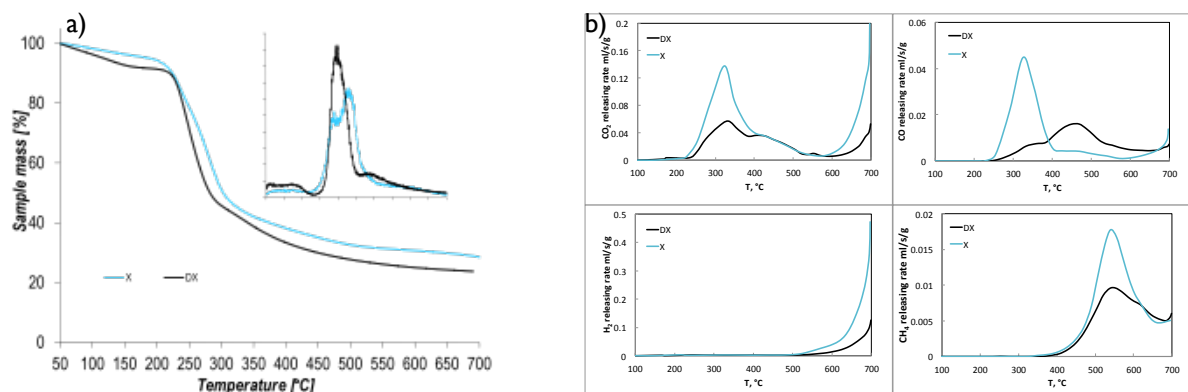 a)
Sample mass [%]
100
80
60
40
20
0
X DX
50 100 150 200 250 300 350 400 450 500 550 600 650 700
Temperature [°C]
b)
CO₂ releasing rate ml/s/g
0.2
0.16
0.12
0.08
0.04
0
DX
X
100 200 300 400 500 600 700
T, °C
CO releasing rate ml/s/g
0.06
0.04
0.02
0.00
DX
X
100 200 300 400 500 600 700
T, °C
H₂ releasing rate ml/s/g
0.5
0.4
0.3
0.2
0.1
0
DX
X
100 200 300 400 500 600 700
T, °C
CH₄ releasing rate ml/s/g
0.02
0.015
0.01
0.005
0
DX
X
100 200 300 400 500 600 700
T, °C